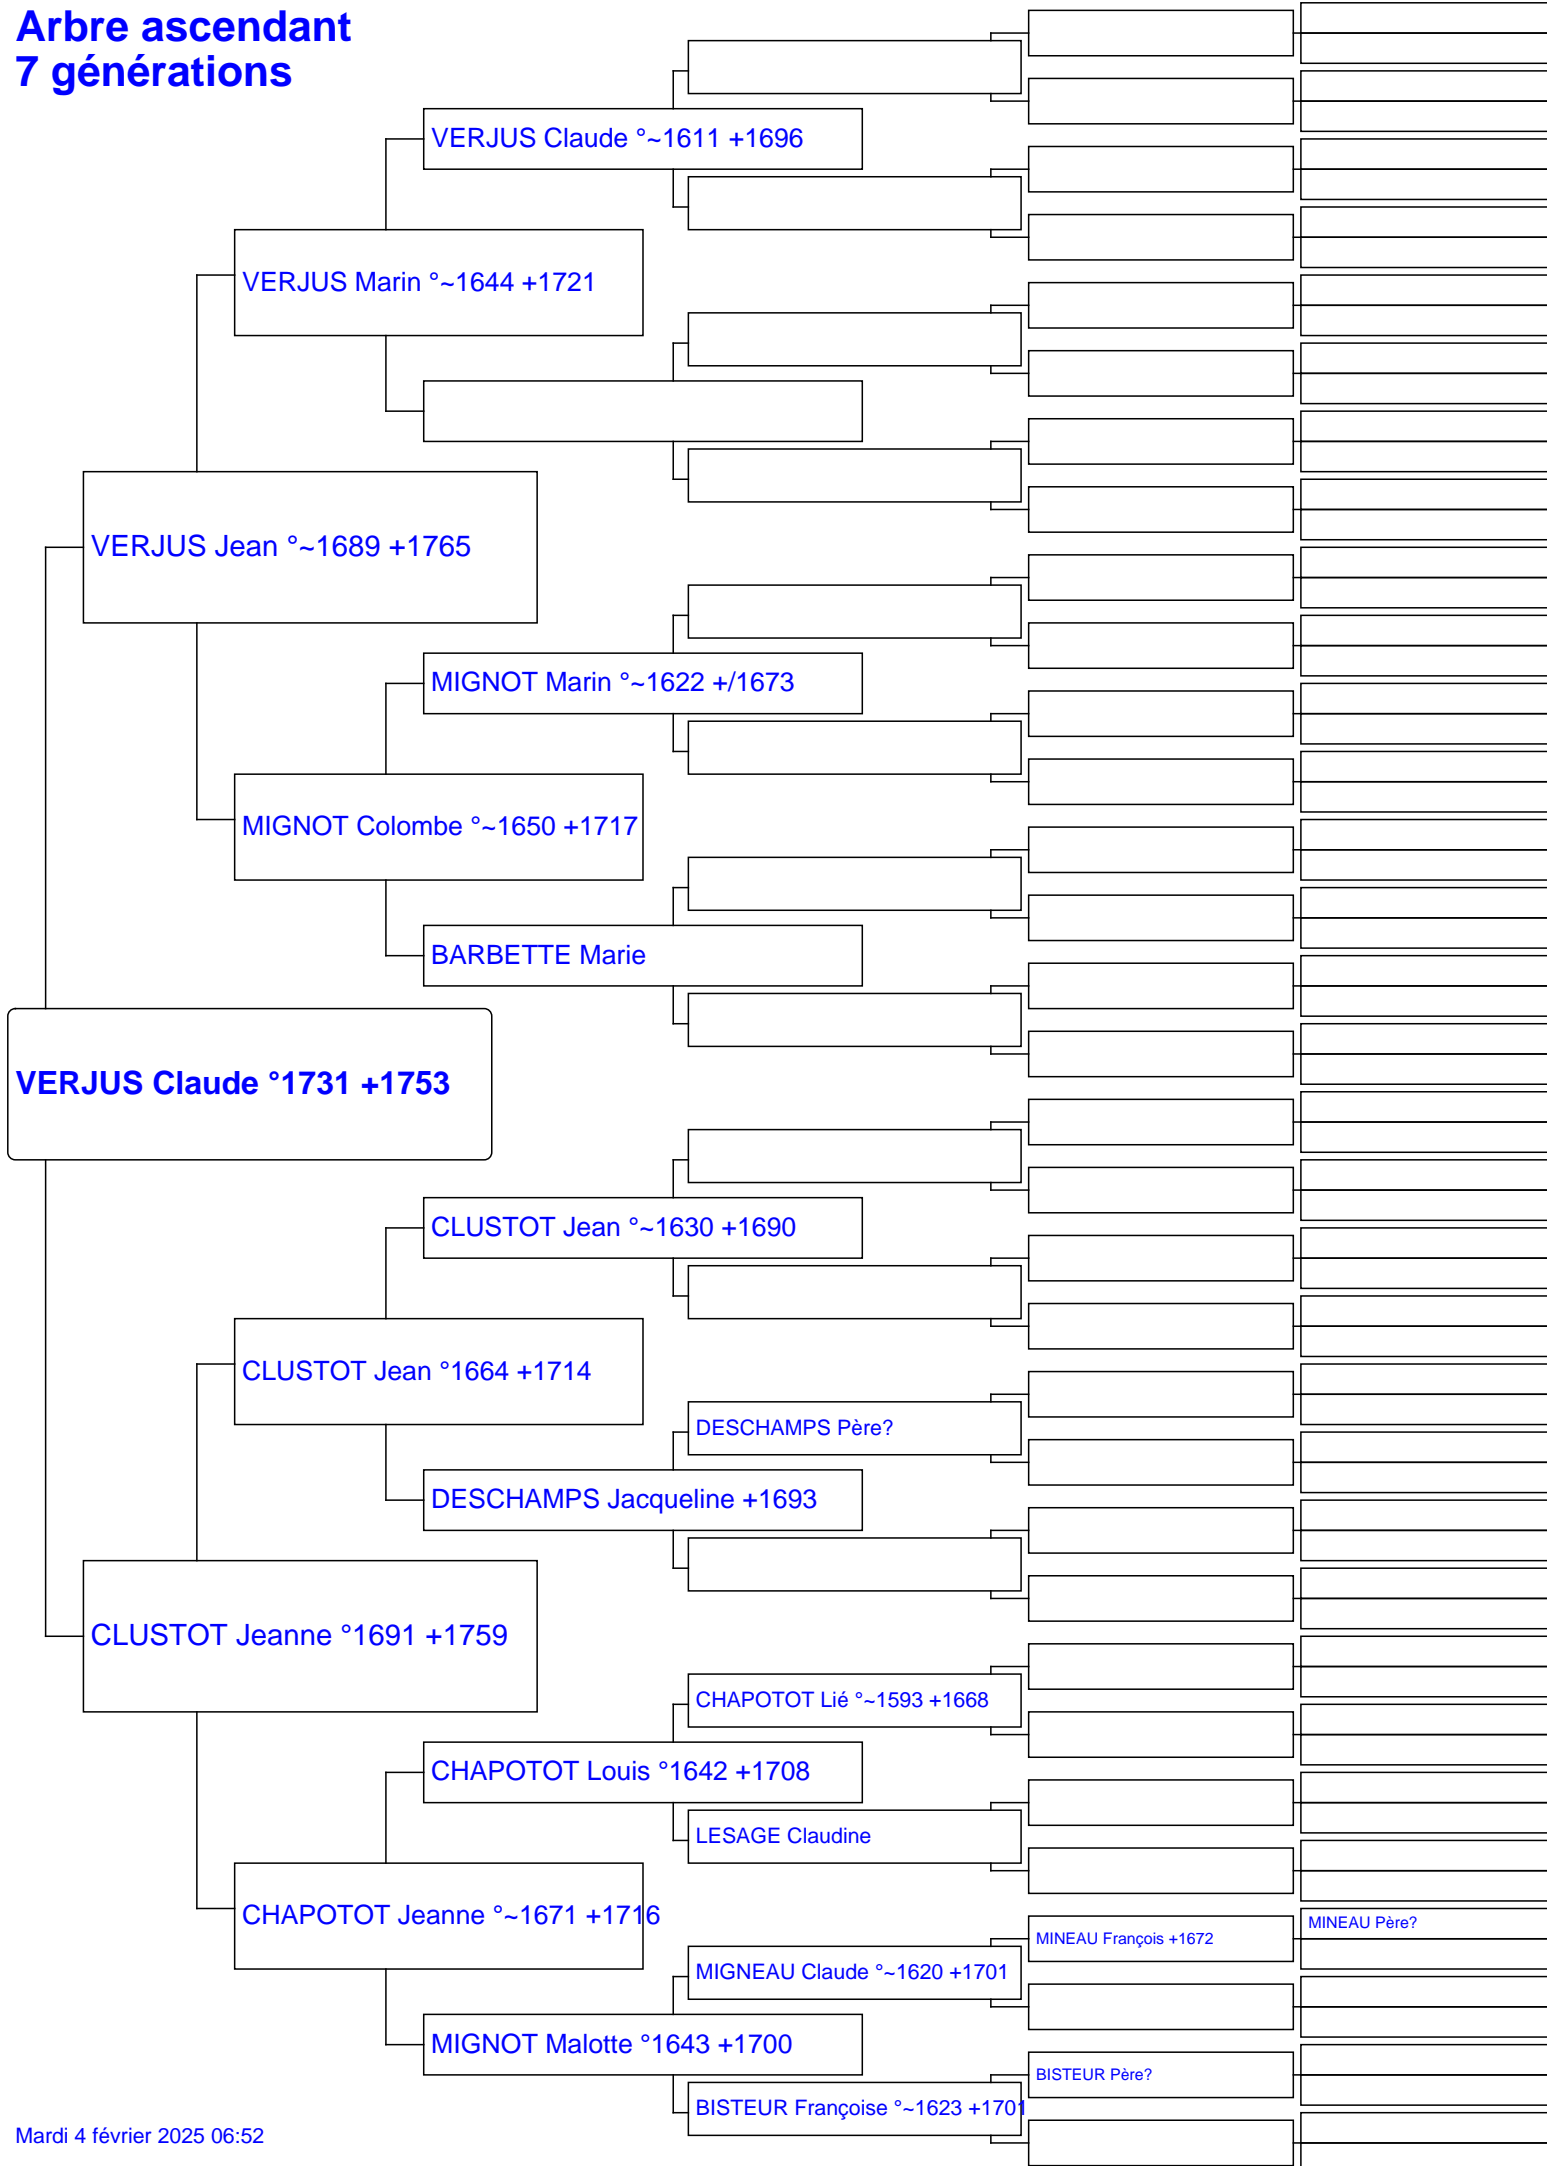 Arbre ascendant
7 générations
VERJUS Claude °~1611 +1696
VERJUS Marin °~1644 +1721
VERJUS Jean °~1689 +1765
MIGNOT Marin °~1622 +/1673
MIGNOT Colombe °~1650 +1717
BARBETTE Marie
VERJUS Claude °1731 +1753
CLUSTOT Jean °~1630 +1690
CLUSTOT Jean °1664 +1714
DESCHAMPS Père?
DESCHAMPS Jacqueline +1693
CLUSTOT Jeanne °1691 +1759
CHAPOTOT Lié °~1593 +1668
CHAPOTOT Louis °1642 +1708
LESAGE Claudine
CHAPOTOT Jeanne °~1671 +1716
MINEAU Père?
MINEAU François +1672
MIGNEAU Claude °~1620 +1701
MIGNOT Malotte °1643 +1700
BISTEUR Père?
BISTEUR Françoise °~1623 +1701
Mardi 4 février 2025 06:52